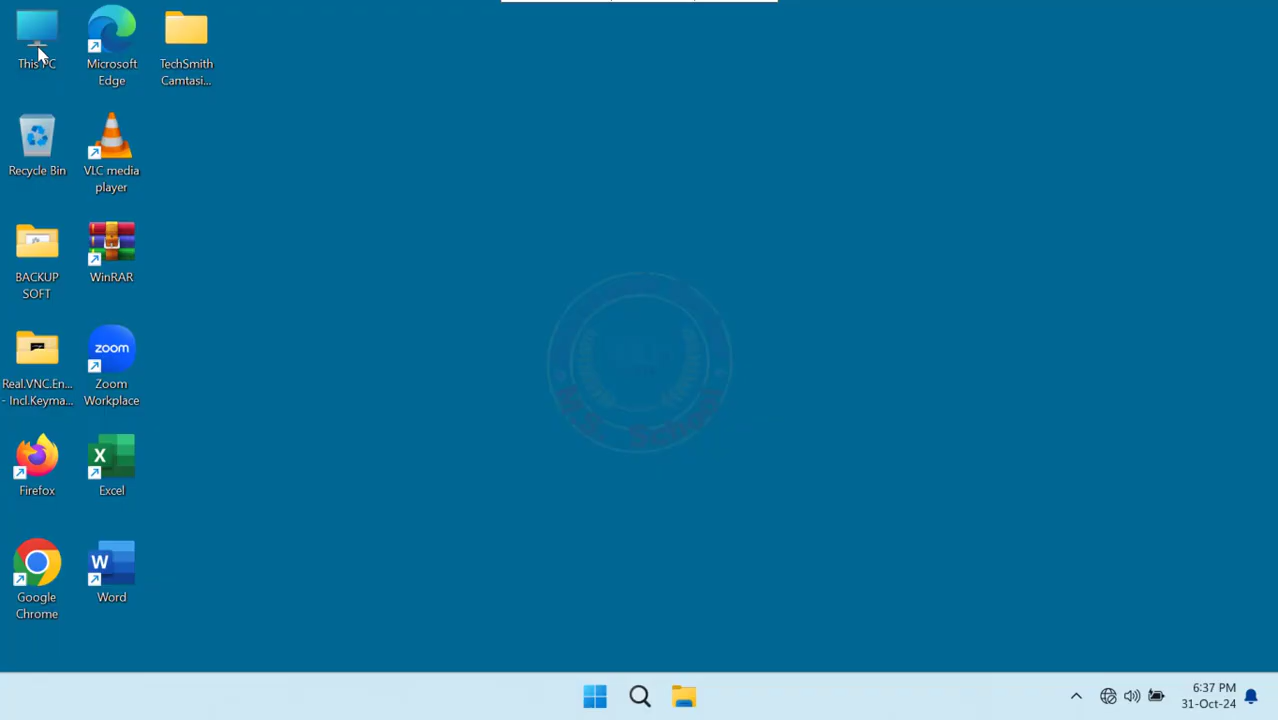 This PC
Microsoft
Edge
TechSmith
Camtasi...
Recycle Bin
VLC media
player
BACKUP
SOFT
WinRAR
Real.VNC.En...
- Incl.Keyma...
zoom
Zoom
Workplace
Firefox
X
Excel
Google
Chrome
W
Word
6:37 PM
31-Oct-24